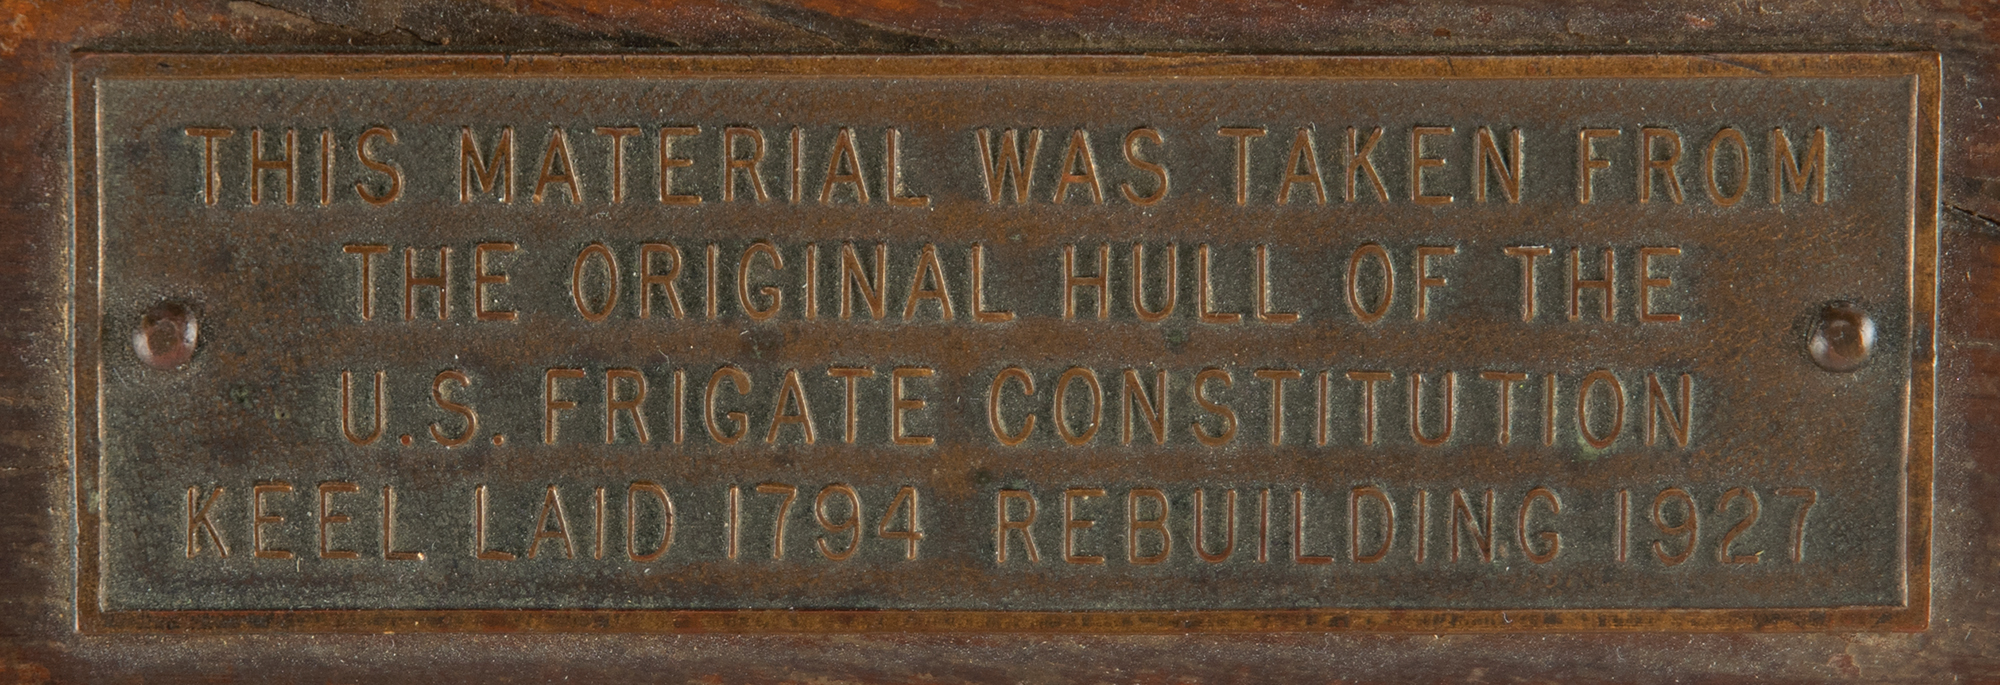 THIS MATERIAL WAS TAKEN FROM
THE ORIGINAL HULL OF THE
U.S. FRIGATE CONSTITUTION
KEEL LAID 1794 REBUILDING 1927